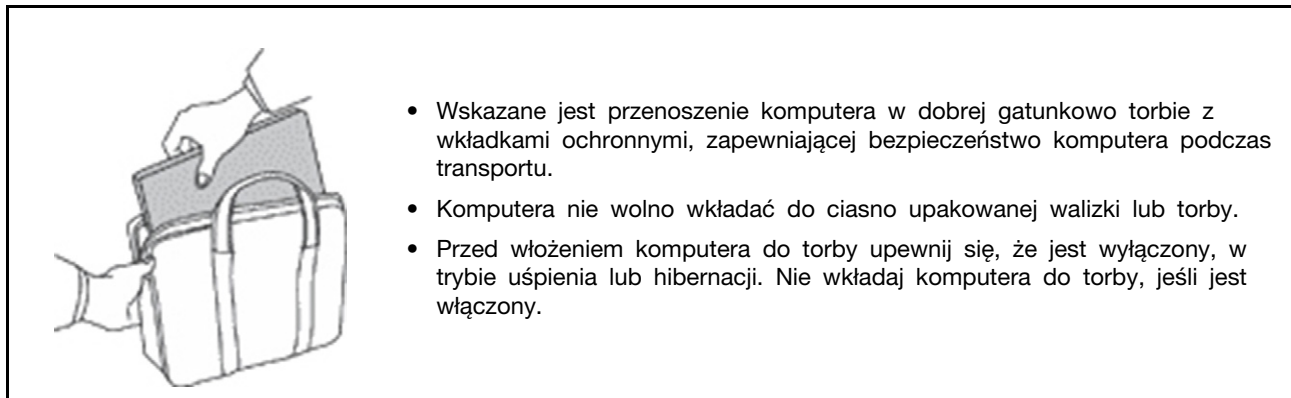 • Wskazane jest przenoszenie komputera w dobrej gatunkowo torbie z
wkładkami ochronnymi, zapewniającej bezpieczeństwo komputera podczas
transportu.
• Komputera nie wolno wkładać do ciasno upakowanej walizki lub torby.
• Przed włożeniem komputera do torby upewnij się, że jest wyłączony, w
trybie uśpienia lub hibernacji. Nie wkładaj komputera do torby, jeśli jest
włączony.